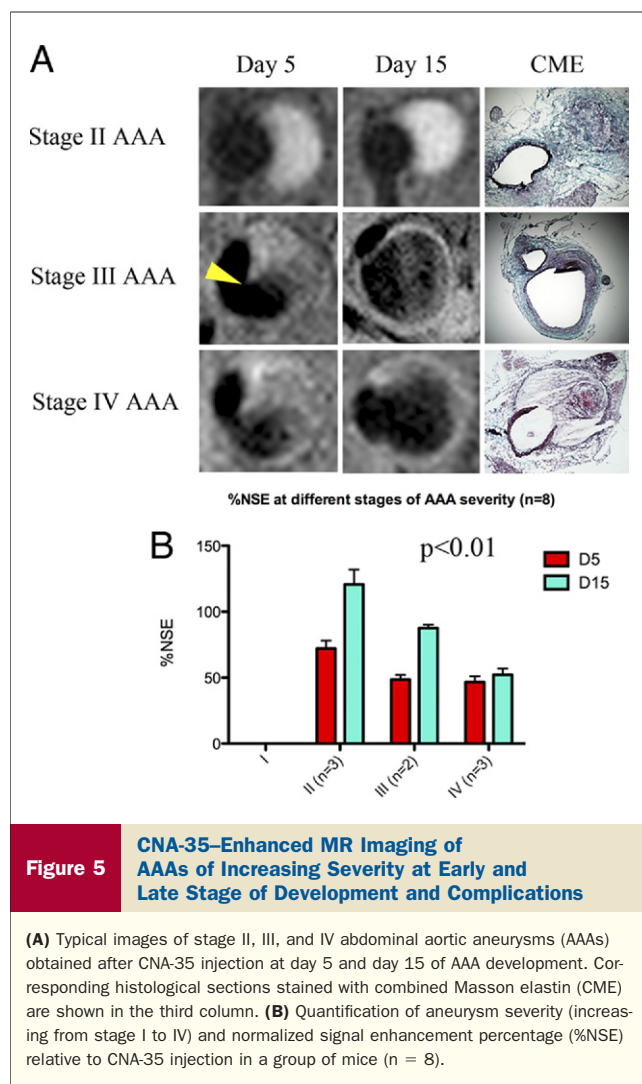 A
Day 5 Day 15 CME
Stage II AAA
Stage III AAA
Stage IV AAA
%NSE at different stages of AAA severity (n=8)
B
p<0.01
D5
D15
%NSE
150
100
50
0
I II (n=3) III (n=2) IV (n=3)
Figure 5
CNA-35–Enhanced MR Imaging of
AAAs of Increasing Severity at Early and
Late Stage of Development and Complications
(A) Typical images of stage II, III, and IV abdominal aortic aneurysms (AAAs)
obtained after CNA-35 injection at day 5 and day 15 of AAA development. Cor-
responding histological sections stained with combined Masson elastin (CME)
are shown in the third column. (B) Quantification of aneurysm severity (increas-
ing from stage I to IV) and normalized signal enhancement percentage (%NSE)
relative to CNA-35 injection in a group of mice (n = 8).